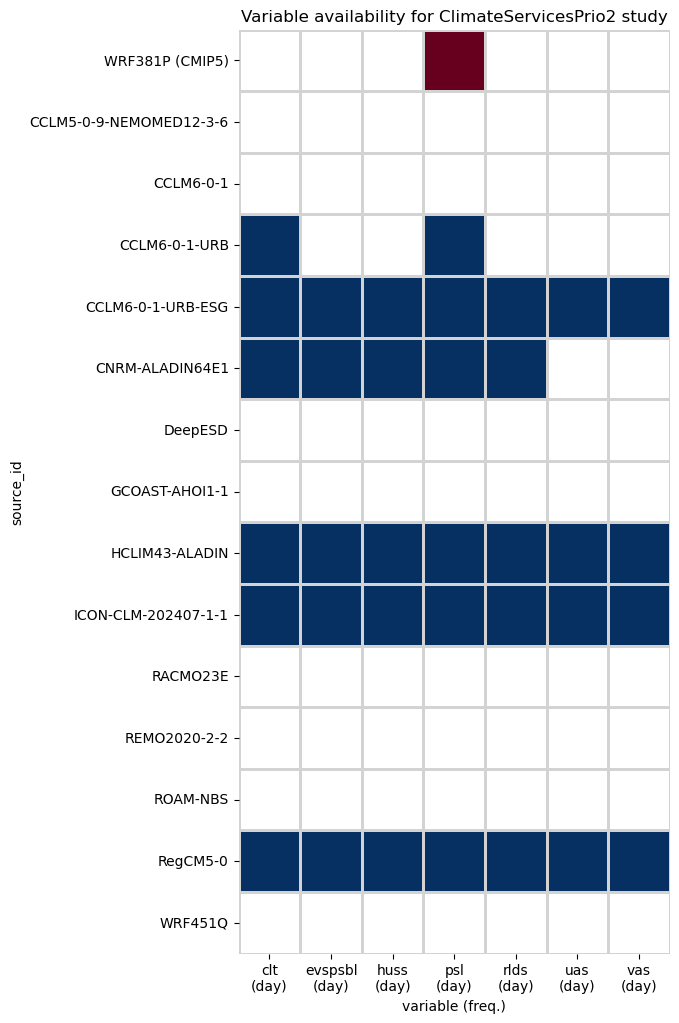 Variable availability for ClimateServicesPrio2 study
WRF381P (CMIP5)
CCLM5-0-9-NEMOMED12-3-6
CCLM6-0-1
CCLM6-0-1-URB
CCLM6-0-1-URB-ESG
CNRM-ALADIN64E1
DeepESD
GCOAST-AHOI1-1
HCLIM43-ALADIN
ICON-CLM-202407-1-1
RACMO23E
REMO2020-2-2
ROAM-NBS
RegCM5-0
WRF451Q
source_id
clt evspsbl huss psl rlds uas vas
(day) (day) (day) (day) (day) (day) (day)
variable (freq.)